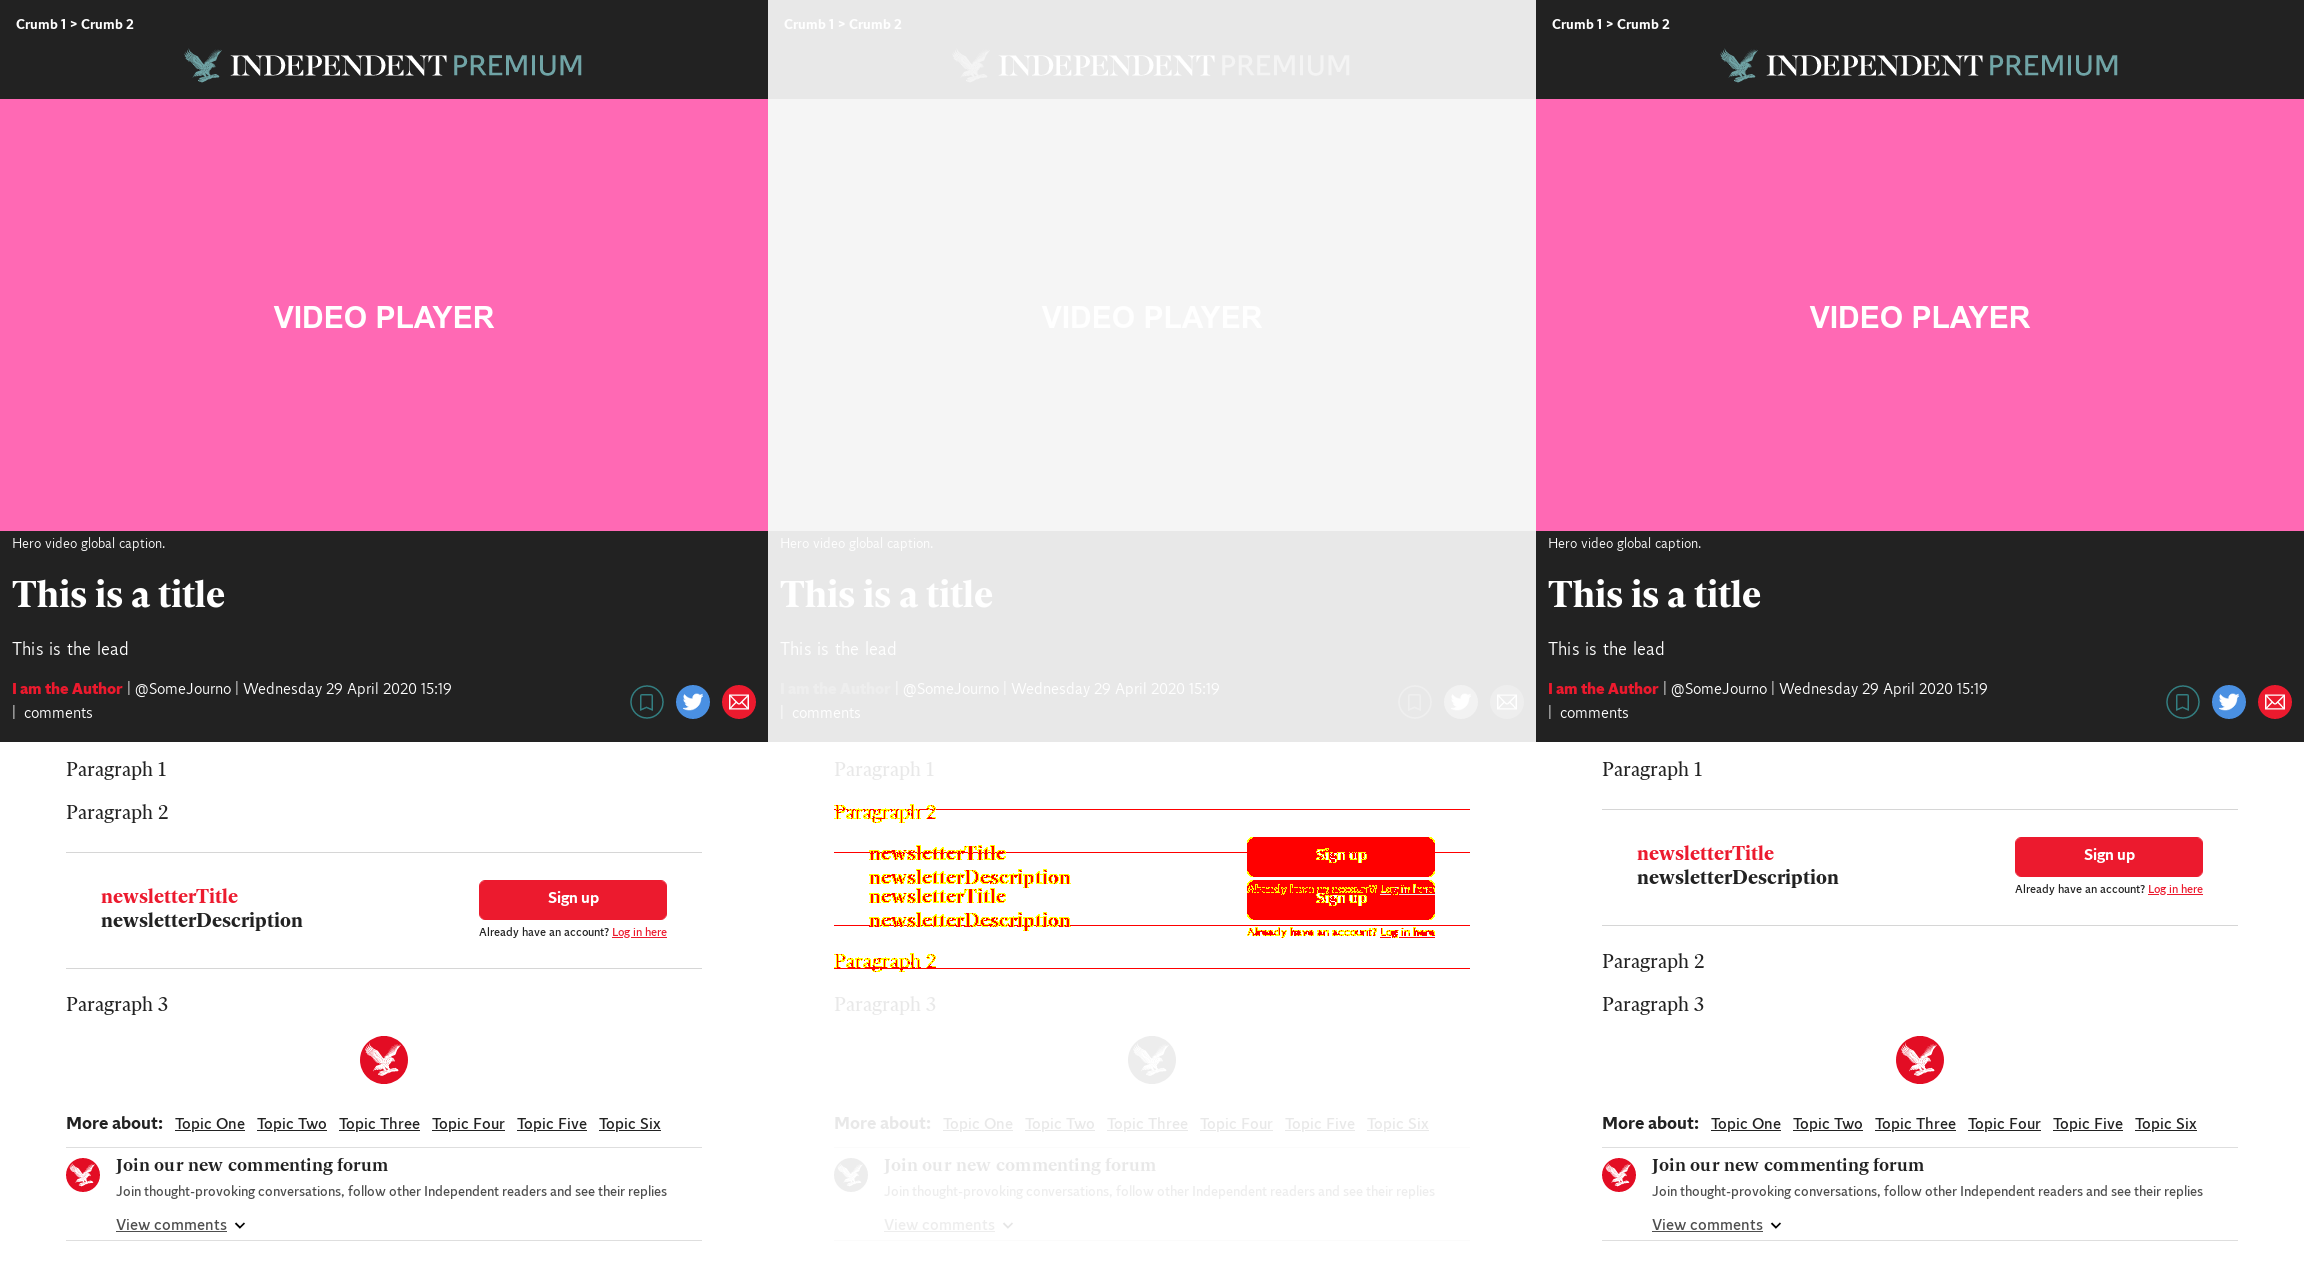 Crumb 1 > Crumb 2
INDEPENDENT PREMIUM
VIDEO PLAYER
Hero video global caption.
This is a title
This is the lead
I am the Author | @SomeJourno | Wednesday 29 April 2020 15:19
| comments
Paragraph 1
Paragraph 2
newsletterTitle
newsletterDescription
Sign up
Already have an account? Log in here
Paragraph 3
More about: Topic One Topic Two Topic Three Topic Four Topic Five Topic Six
Join our new commenting forum
Join thought-provoking conversations, follow other Independent readers and see their replies
View comments
Crumb 1 > Crumb 2
INDEPENDENT PREMIUM
VIDEO PLAYER
Hero video global caption.
This is a title
This is the lead
I am the Author | @SomeJourno | Wednesday 29 April 2020 15:19
| comments
Paragraph 1
Paragraph 2
newsletterTitle
newsletterDescription
newsletterTitle
newsletterDescription
Sign up
Already have an account? Log in here
Sign up
Already have an account? Log in here
Paragraph 2
Paragraph 3
More about: Topic One Topic Two Topic Three Topic Four Topic Five Topic Six
Join our new commenting forum
Join thought-provoking conversations, follow other Independent readers and see their replies
View comments
Crumb 1 > Crumb 2
INDEPENDENT PREMIUM
VIDEO PLAYER
Hero video global caption.
This is a title
This is the lead
I am the Author | @SomeJourno | Wednesday 29 April 2020 15:19
| comments
Paragraph 1
newsletterTitle
newsletterDescription
Sign up
Already have an account? Log in here
Paragraph 2
Paragraph 3
More about: Topic One Topic Two Topic Three Topic Four Topic Five Topic Six
Join our new commenting forum
Join thought-provoking conversations, follow other Independent readers and see their replies
View comments